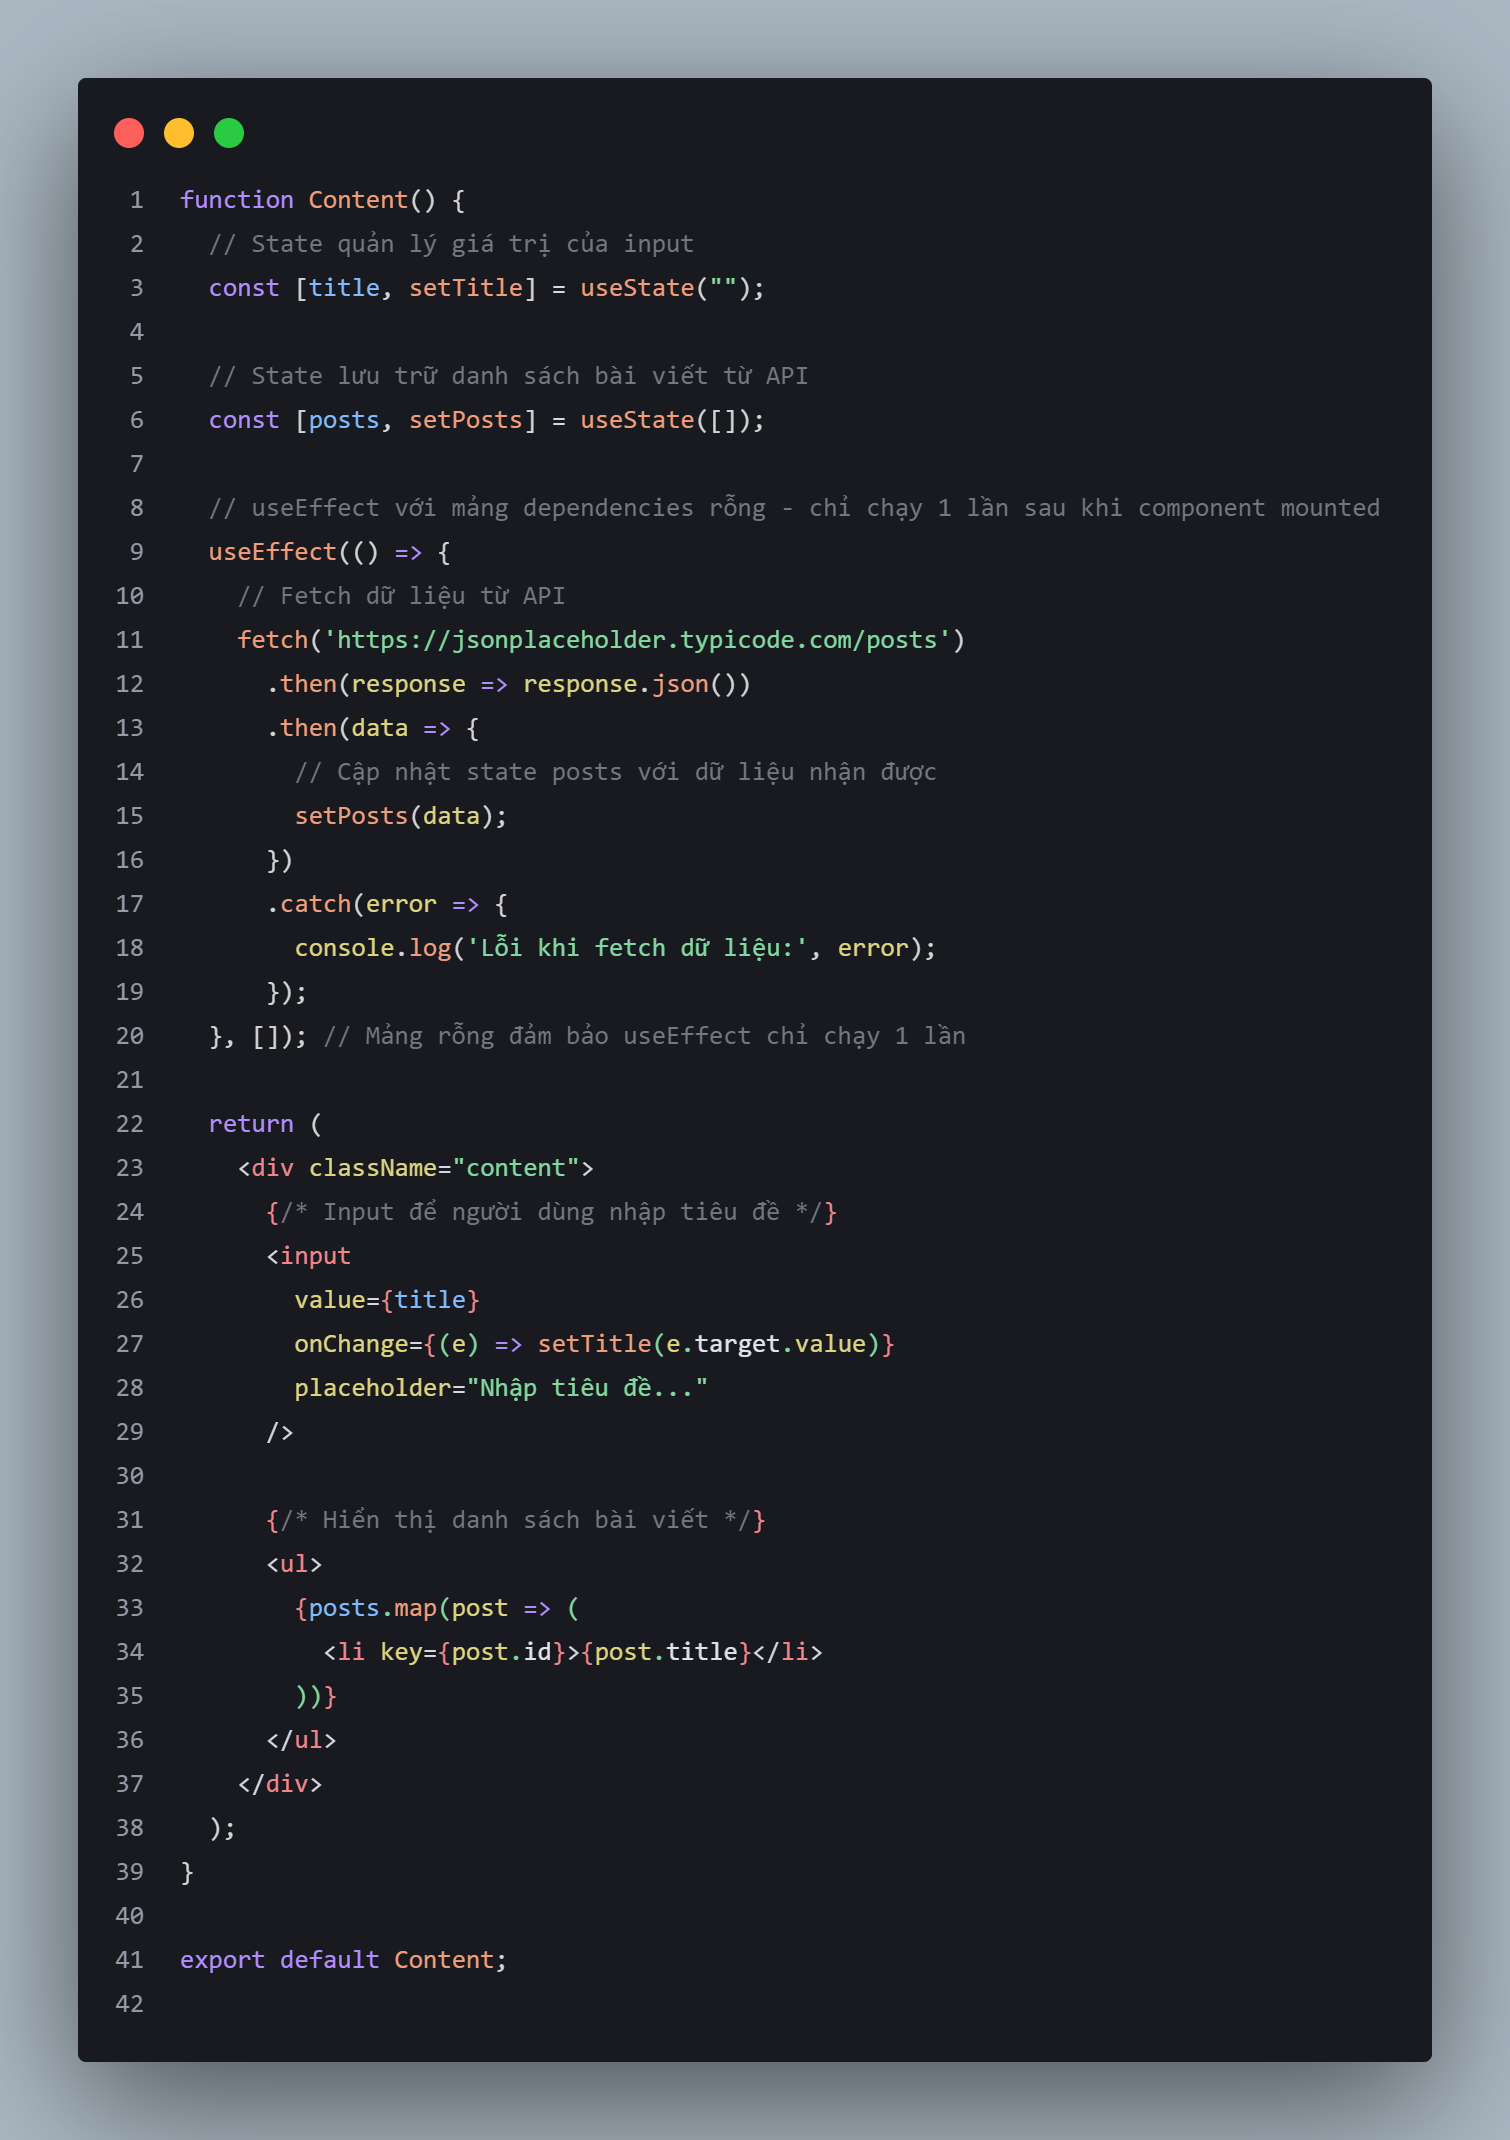 1 function Content() {
2   // State quản lý giá trị của input
3   const [title, setTitle] = useState("");
4
5   // State lưu trữ danh sách bài viết từ API
6   const [posts, setPosts] = useState([]);
7
8   // useEffect với mảng dependencies rỗng - chỉ chạy 1 lần sau khi component mounted
9   useEffect(() => {
10     // Fetch dữ liệu từ API
11     fetch('https://jsonplaceholder.typicode.com/posts')
12       .then(response => response.json())
13       .then(data => {
14         // Cập nhật state posts với dữ liệu nhận được
15         setPosts(data);
16       })
17       .catch(error => {
18         console.log('Lỗi khi fetch dữ liệu:', error);
19       });
20   }, []); // Mảng rỗng đảm bảo useEffect chỉ chạy 1 lần
21
22   return (
23     <div className="content">
24       {/* Input để người dùng nhập tiêu đề */}
25       <input
26         value={title}
27         onChange={(e) => setTitle(e.target.value)}
28         placeholder="Nhập tiêu đề..."
29       />
30
31       {/* Hiển thị danh sách bài viết */}
32       <ul>
33         {posts.map(post => (
34           <li key={post.id}>{post.title}</li>
35         ))}
36       </ul>
37     </div>
38   );
39 }
40
41 export default Content;
42